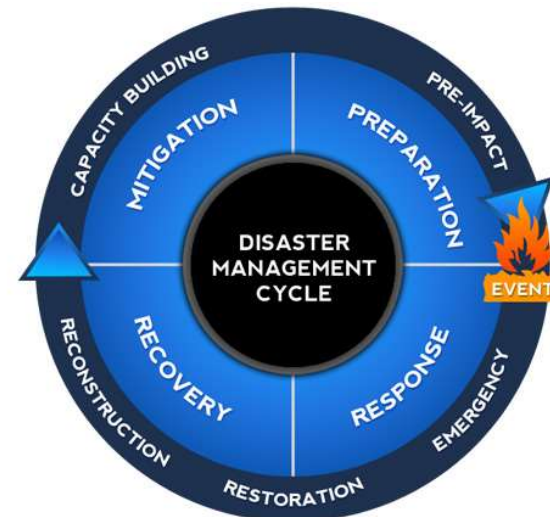 CAPACITY BUILDING
PRE-IMPACT
MITIGATION
PREPARATION
DISASTER
MANAGEMENT
CYCLE
EVENT
RECOVERY
RESPONSE
RECONSTRUCTION
EMERGENCY
RESTORATION